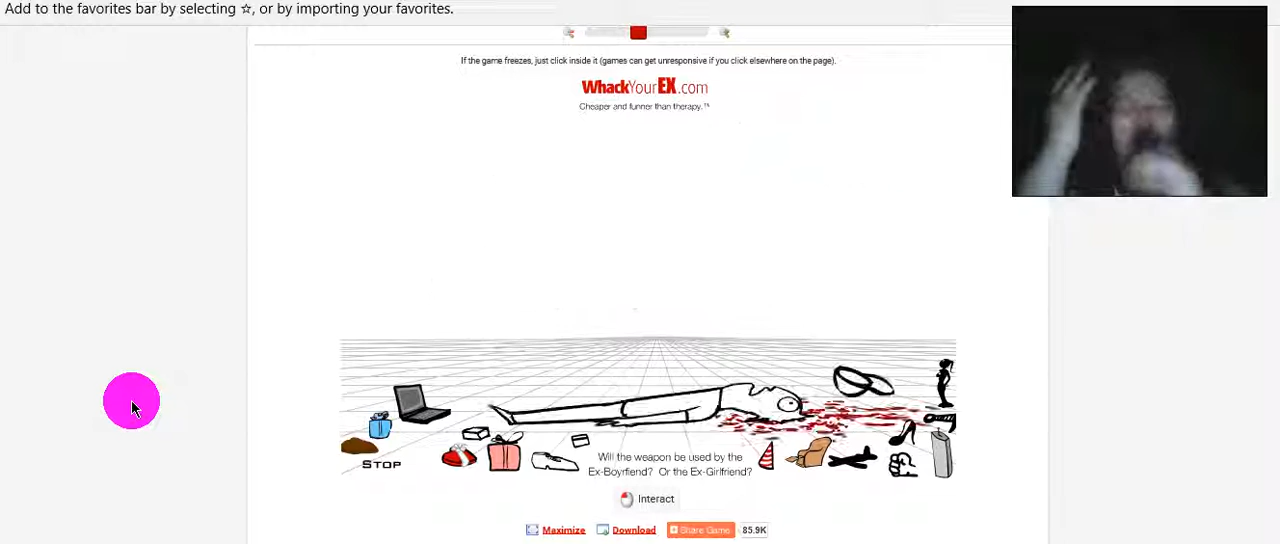 Add to the favorites bar by selecting ☆, or by importing your favorites.
If the game freezes, just click inside it (games can get unresponsive if you click elsewhere on the page).
WhackYourEX.com
Cheaper and funner than therapy.™
STOP
Will the weapon be used by the
Ex-Boyfriend? Or the Ex-Girlfriend?
Interact
Maximize Download Share Game 85.9K